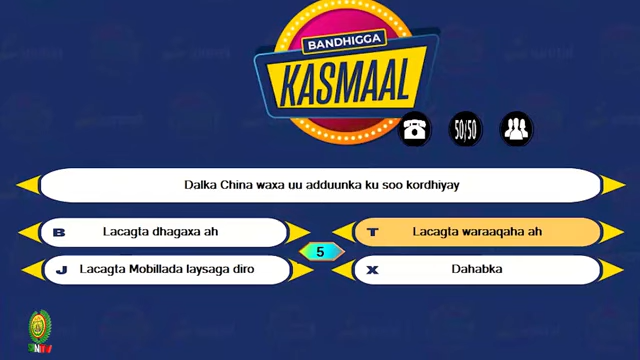 BANDHIGGA
KASMAAL
50/50
Dalka China waxa uu adduunka ku soo kordhiyay
B Lacagta dhagaxa ah
T Lacagta waraaqaha ah
5
J Lacagta Mobillada laysaga diro
X Dahabka